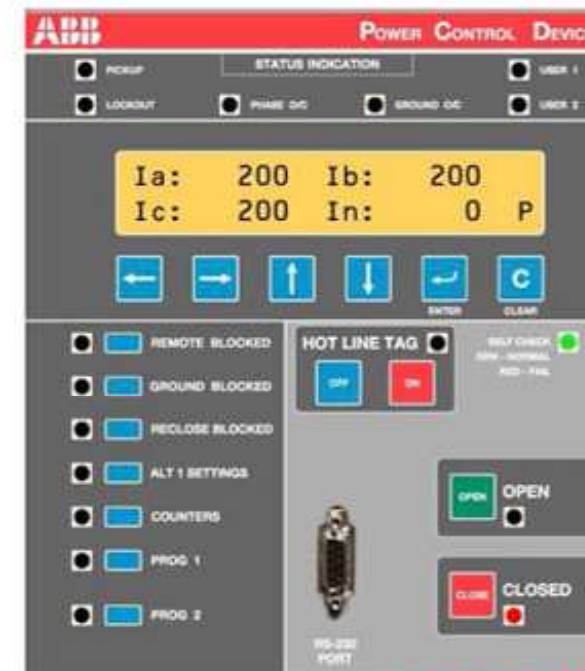 ABB POWER CONTROL DEVIC
STATUS INDICATION
PICKUP USER 1
LOCKOUT PHASE O/C GROUND O/C USER 2
Ia: 200 Ib: 200
Ic: 200 In: 0 P
C
ENTER CLEAR
REMOTE BLOCKED
GROUND BLOCKED
RECLOSE BLOCKED
ALT 1 SETTINGS
COUNTERS
PROG 1
PROG 2
HOT LINE TAG
OFF ON
SELF CHECK
GRN - NORMAL
RED - FAIL
OPEN OPEN
CLOSE CLOSED
RS-232
PORT